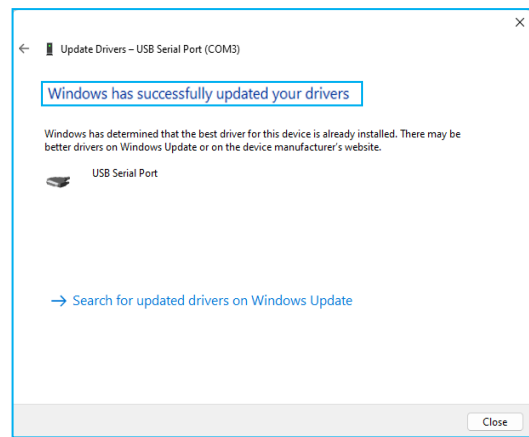 Update Drivers – USB Serial Port (COM3)
Windows has successfully updated your drivers
Windows has determined that the best driver for this device is already installed. There may be
better drivers on Windows Update or on the device manufacturer's website.
USB Serial Port
Search for updated drivers on Windows Update
Close